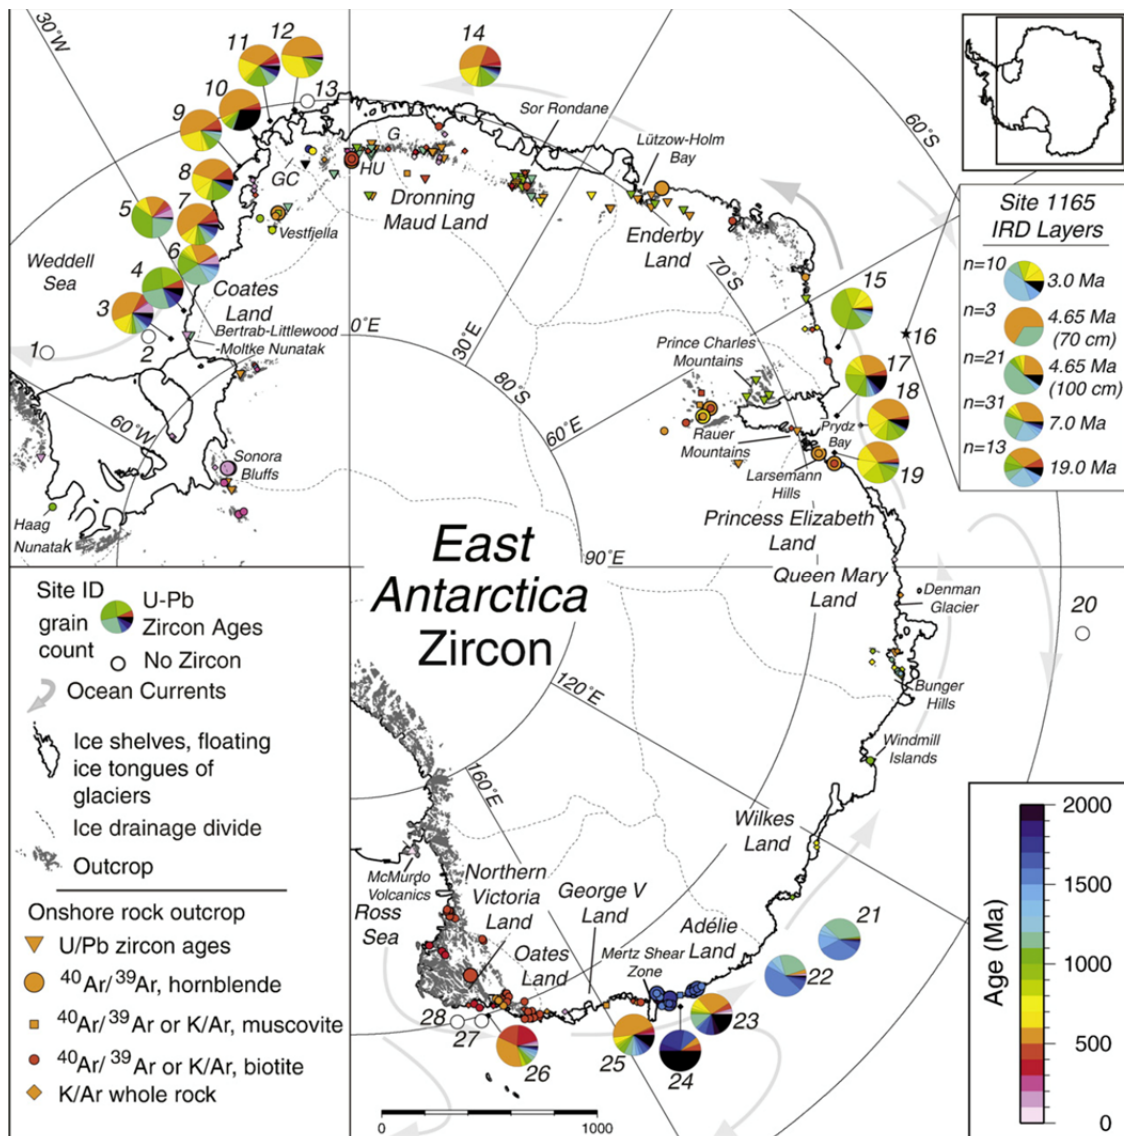 30°W
11
12
14
10
13
9
8
7
5
6
4
3
1
2
Weddell
Sea
Coates
Land
Bertrab-Littlewood
-Moltke Nunatak
GC
Vestfjella
HU
G
Dronning
Maud Land
Sor Rondane
Lützow-Holm
Bay
Enderby
Land
60°S
70°S
80°S
0°E
30°E
60°E
60°W
90°E
120°E
160°E
Prince Charles
Mountains
15
16
17
18
19
Prydz
Bay
Rauer
Mountains
Larsemann
Hills
Princess Elizabeth
Land
Queen Mary
Land
Denman
Glacier
20
Bunger
Hills
Windmill
Islands
Wilkes
Land
Sonora
Bluffs
Haag
Nunatak
East
Antarctica
Zircon
Site 1165
IRD Layers
n=10
3.0 Ma
n=3
4.65 Ma
(70 cm)
n=21
4.65 Ma
(100 cm)
n=31
7.0 Ma
n=13
19.0 Ma
Site ID
grain
count
U-Pb
Zircon Ages
No Zircon
Ocean Currents
Ice shelves, floating
ice tongues of
glaciers
Ice drainage divide
Outcrop
Onshore rock outcrop
U/Pb zircon ages
40Ar/39Ar, hornblende
40Ar/39Ar or K/Ar, muscovite
40Ar/39Ar or K/Ar, biotite
K/Ar whole rock
McMurdo
Volcanics
Ross
Sea
Northern
Victoria
Land
Oates
Land
George V
Land
Mertz Shear
Zone
Adélie
Land
21
22
23
24
25
26
27
28
0
1000
Age (Ma)
2000
1500
1000
500
0